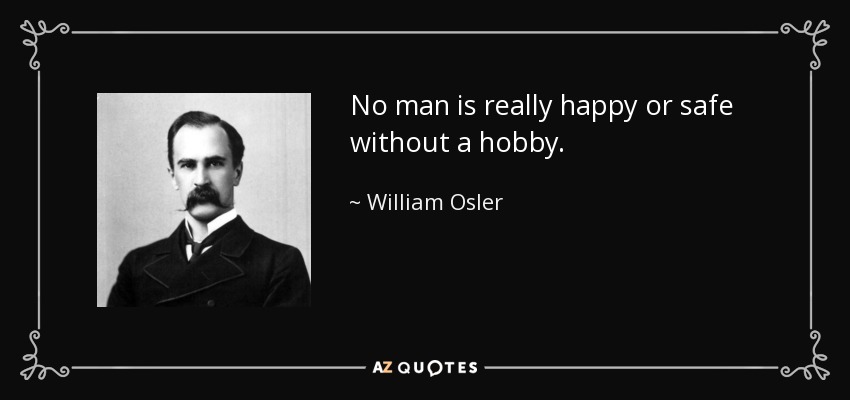 No man is really happy or safe
without a hobby.
~ William Osler
AZ QUOTES